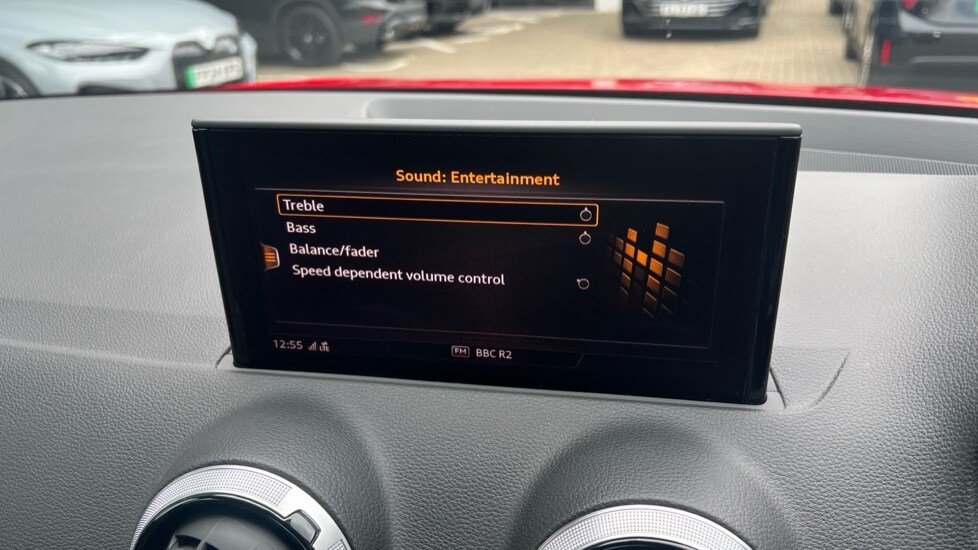 Sound: Entertainment
Treble
Bass
Balance/fader
Speed dependent volume control
12:55 LTE
FM BBC R2